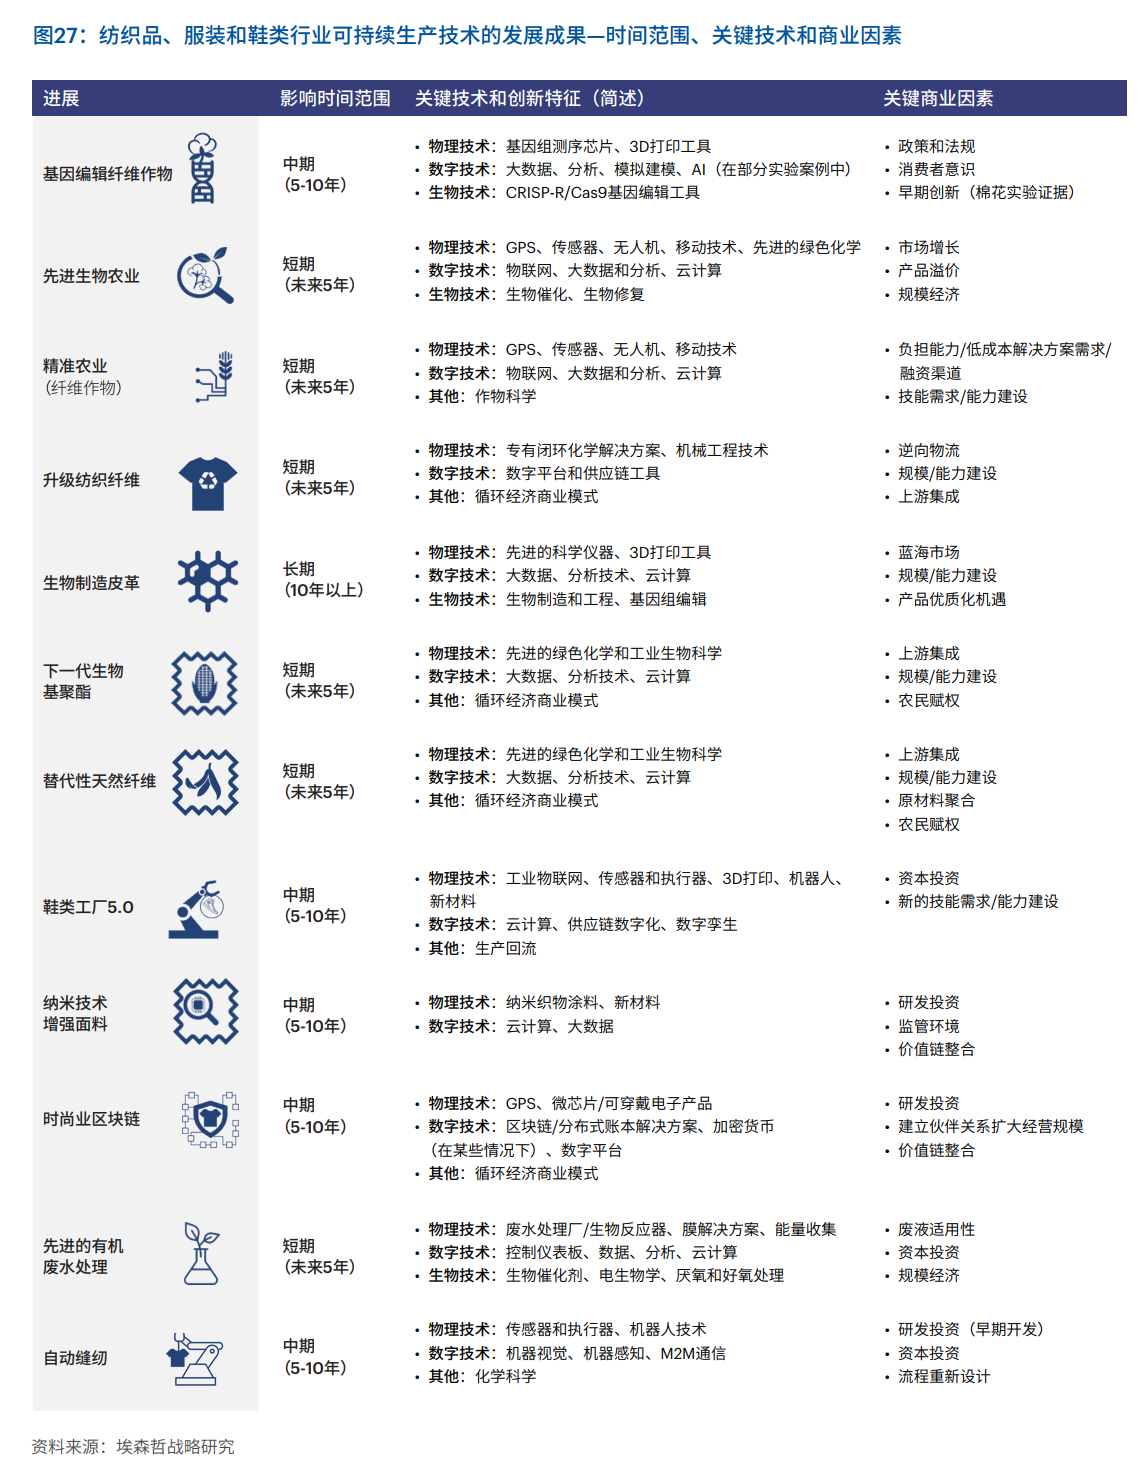 图27：纺织品、服装和鞋类行业可持续生产技术的发展成果—时间范围、关键技术和商业因素
进展 影响时间范围 关键技术和创新特征（简述） 关键商业因素
基因编辑纤维作物
中期
（5-10年）
• 物理技术：基因组测序芯片、3D打印工具
• 数字技术：大数据、分析、模拟建模、AI（在部分实验案例中）
• 生物技术：CRISP-R/Cas9基因编辑工具
• 政策和法规
• 消费者意识
• 早期创新（棉花实验证据）
先进生物农业
短期
（未来5年）
• 物理技术：GPS、传感器、无人机、移动技术、先进的绿色化学
• 数字技术：物联网、大数据和分析、云计算
• 生物技术：生物催化、生物修复
• 市场增长
• 产品溢价
• 规模经济
精准农业
（纤维作物）
短期
（未来5年）
• 物理技术：GPS、传感器、无人机、移动技术
• 数字技术：物联网、大数据和分析、云计算
• 其他：作物科学
• 负担能力/低成本解决方案需求/
融资渠道
• 技能需求/能力建设
升级纺织纤维
短期
（未来5年）
• 物理技术：专有闭环化学解决方案、机械工程技术
• 数字技术：数字平台和供应链工具
• 其他：循环经济商业模式
• 逆向物流
• 规模/能力建设
• 上游集成
生物制造皮革
长期
（10年以上）
• 物理技术：先进的科学仪器、3D打印工具
• 数字技术：大数据、分析技术、云计算
• 生物技术：生物制造和工程、基因组编辑
• 蓝海市场
• 规模/能力建设
• 产品优质化机遇
下一代生物
基聚酯
短期
（未来5年）
• 物理技术：先进的绿色化学和工业生物科学
• 数字技术：大数据、分析技术、云计算
• 其他：循环经济商业模式
• 上游集成
• 规模/能力建设
• 农民赋权
替代性天然纤维
短期
（未来5年）
• 物理技术：先进的绿色化学和工业生物科学
• 数字技术：大数据、分析技术、云计算
• 其他：循环经济商业模式
• 上游集成
• 规模/能力建设
• 原材料聚合
• 农民赋权
鞋类工厂5.0
中期
（5-10年）
• 物理技术：工业物联网、传感器和执行器、3D打印、机器人、
新材料
• 数字技术：云计算、供应链数字化、数字孪生
• 其他：生产回流
• 资本投资
• 新的技能需求/能力建设
纳米技术
增强面料
中期
（5-10年）
• 物理技术：纳米织物涂料、新材料
• 数字技术：云计算、大数据
• 研发投资
• 监管环境
• 价值链整合
时尚业区块链
中期
（5-10年）
• 物理技术：GPS、微芯片/可穿戴电子产品
• 数字技术：区块链/分布式账本解决方案、加密货币
（在某些情况下）、数字平台
• 其他：循环经济商业模式
• 研发投资
• 建立伙伴关系扩大经营规模
• 价值链整合
先进的有机
废水处理
短期
（未来5年）
• 物理技术：废水处理厂/生物反应器、膜解决方案、能量收集
• 数字技术：控制仪表板、数据、分析、云计算
• 生物技术：生物催化剂、电生物学、厌氧和好氧处理
• 废液适用性
• 资本投资
• 规模经济
自动缝纫
中期
（5-10年）
• 物理技术：传感器和执行器、机器人技术
• 数字技术：机器视觉、机器感知、M2M通信
• 其他：化学科学
• 研发投资（早期开发）
• 资本投资
• 流程重新设计
资料来源：埃森哲战略研究